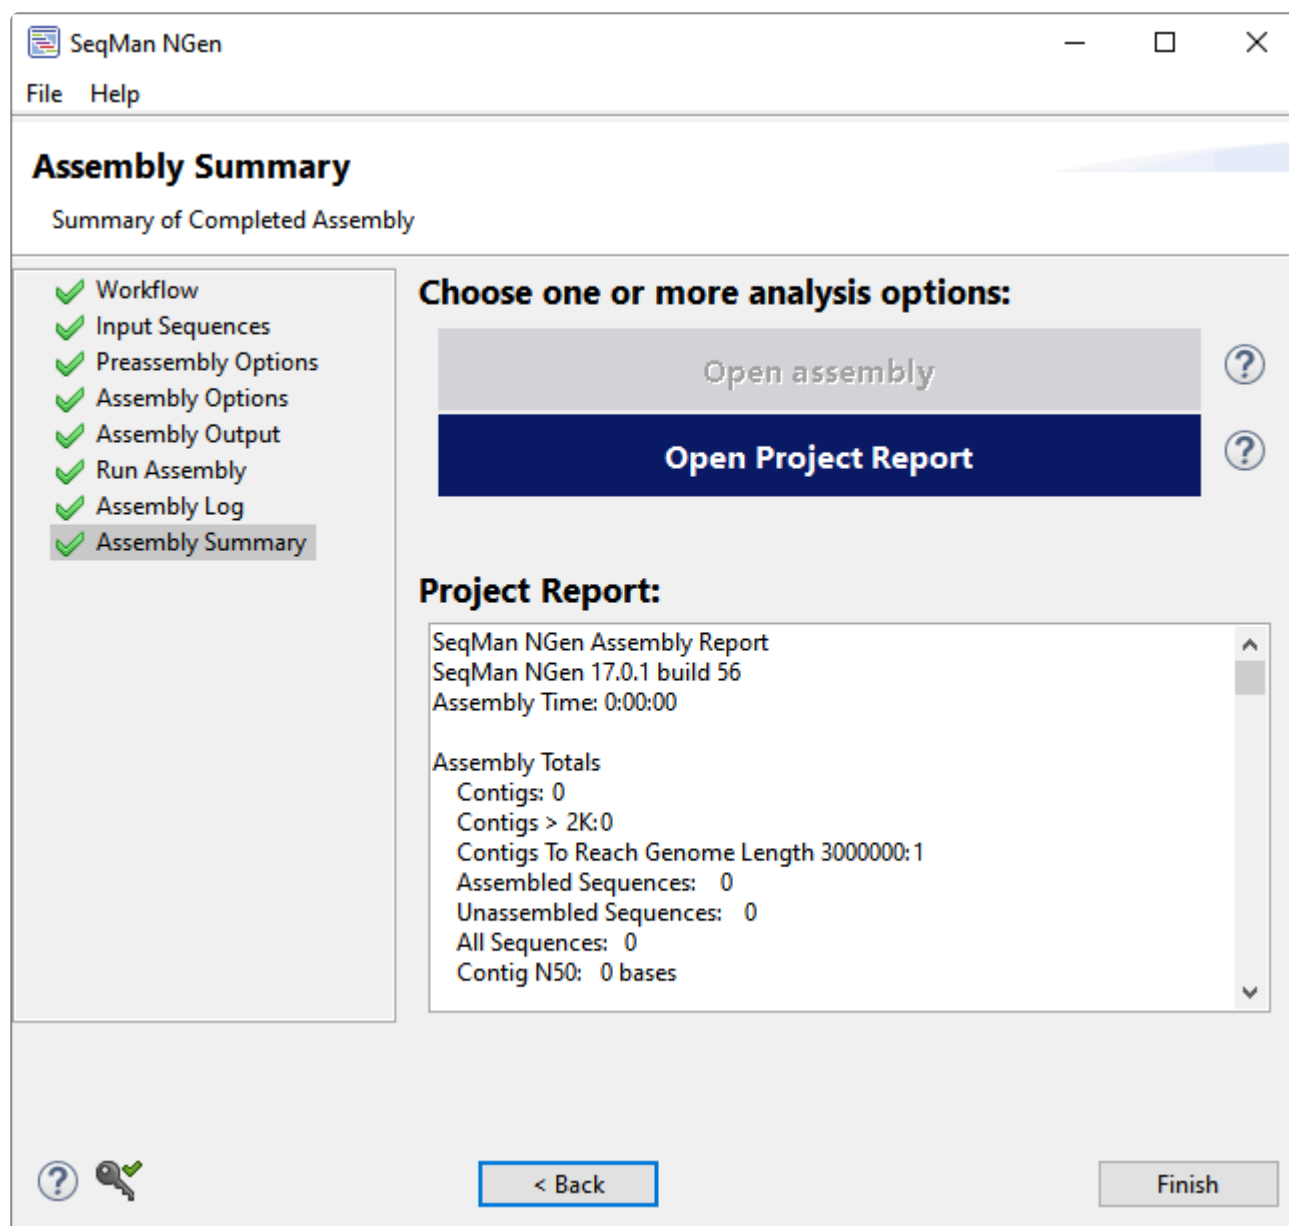 SeqMan NGen
File Help
Assembly Summary
Summary of Completed Assembly
Workflow
Input Sequences
Preassembly Options
Assembly Options
Assembly Output
Run Assembly
Assembly Log
Assembly Summary
Choose one or more analysis options:
Open assembly
?
Open Project Report
?
Project Report:
SeqMan NGen Assembly Report
SeqMan NGen 17.0.1 build 56
Assembly Time: 0:00:00
Assembly Totals
Contigs: 0
Contigs > 2K:0
Contigs To Reach Genome Length 3000000:1
Assembled Sequences: 0
Unassembled Sequences: 0
All Sequences: 0
Contig N50: 0 bases
?
< Back
Finish